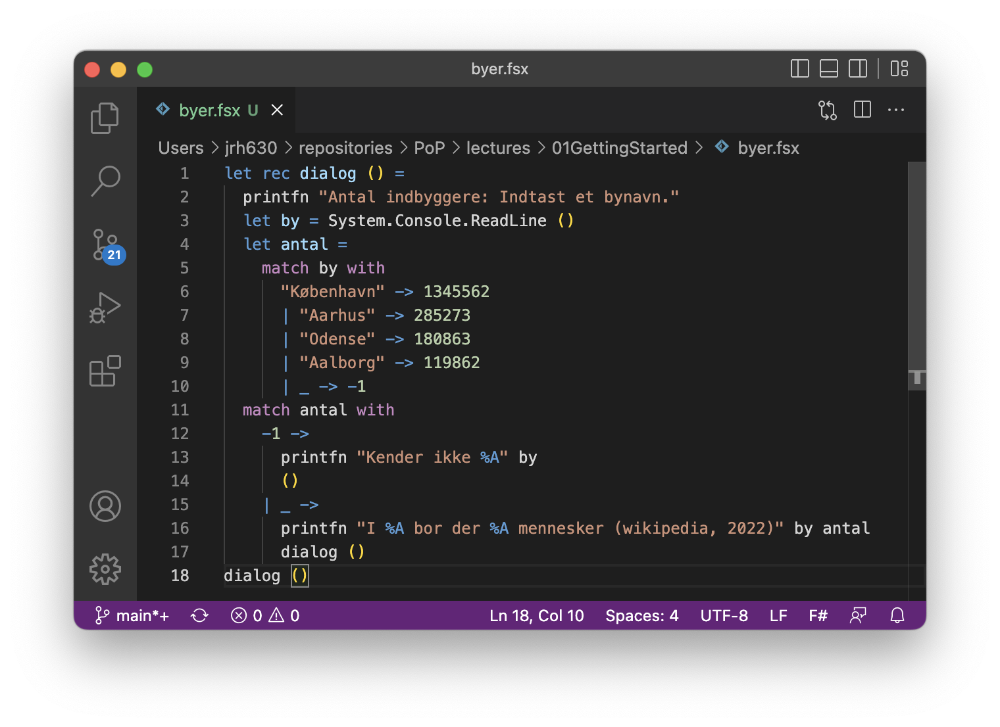 byer.fsx
byer.fsx U
Users > jrh630 > repositories > PoP > lectures > 01GettingStarted > byer.fsx
1 let rec dialog () =
2   printfn "Antal indbyggere: Indtast et bynavn."
3   let by = System.Console.ReadLine ()
4   let antal =
5     match by with
6       "København" -> 1345562
7       | "Aarhus" -> 285273
8       | "Odense" -> 180863
9       | "Aalborg" -> 119862
10       | _ -> -1
11   match antal with
12     -1 ->
13       printfn "Kender ikke %A" by
14       ()
15     | _ ->
16       printfn "I %A bor der %A mennesker (wikipedia, 2022)" by antal
17       dialog ()
18 dialog ()
21
main*+ 0 0 Ln 18, Col 10 Spaces: 4 UTF-8 LF F#